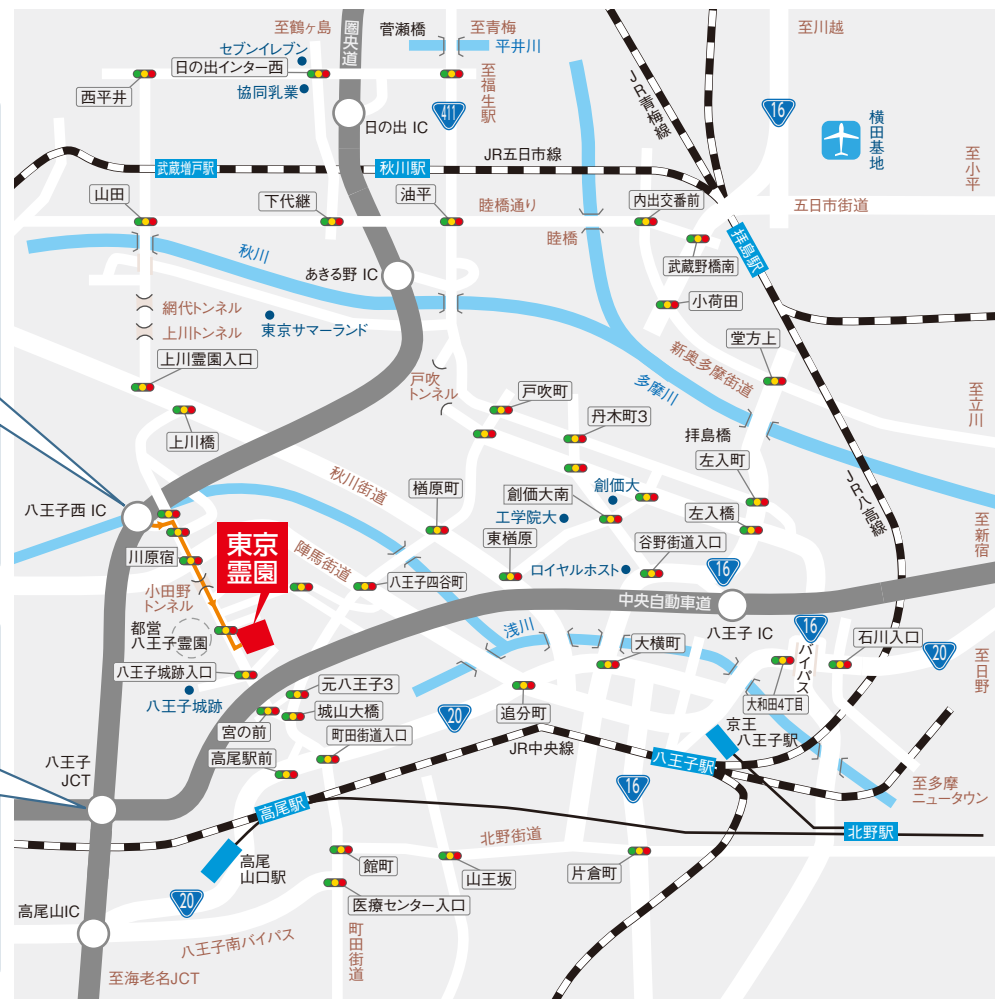 至鶴ヶ島
圏央道
菅瀬橋
至青梅
至川越
セブンイレブン
平井川
日の出インター西
協同乳業
西平井
至福生駅
411
JR青梅線
16
横田基地
日の出 IC
JR五日市線
武蔵増戸駅
秋川駅
至小平
山田
下代継
油平
睦橋通り
内出交番前
五日市街道
睦橋
武蔵野橋南
拝島駅
秋川
あきる野 IC
網代トンネル
上川トンネル
東京サマーランド
小荷田
新奥多摩街道
堂方上
上川霊園入口
戸吹
トンネル
多摩川
至立川
戸吹町
丹木町3
上川橋
拝島橋
左入町
JR八高線
秋川街道
楢原町
創価大
創価大南
工学院大
左入橋
八王子西 IC
至新宿
川原宿
東京
霊園
陣馬街道
東楢原
谷野街道入口
ロイヤルホスト
16
小田野
トンネル
八王子四谷町
中央自動車道
都営
八王子霊園
浅川
八王子 IC
16
バイパス
石川入口
20
大横町
八王子城跡入口
八王子城跡
元八王子3
城山大橋
宮の前
追分町
大和田4丁目
至日野
20
町田街道入口
高尾駅前
JR中央線
京王
八王子駅
八王子駅
八王子
JCT
16
至多摩
ニュータウン
高尾駅
北野街道
北野駅
高尾
山口駅
館町
山王坂
片倉町
20
医療センター入口
高尾山IC
八王子南バイパス
町田街道
至海老名JCT